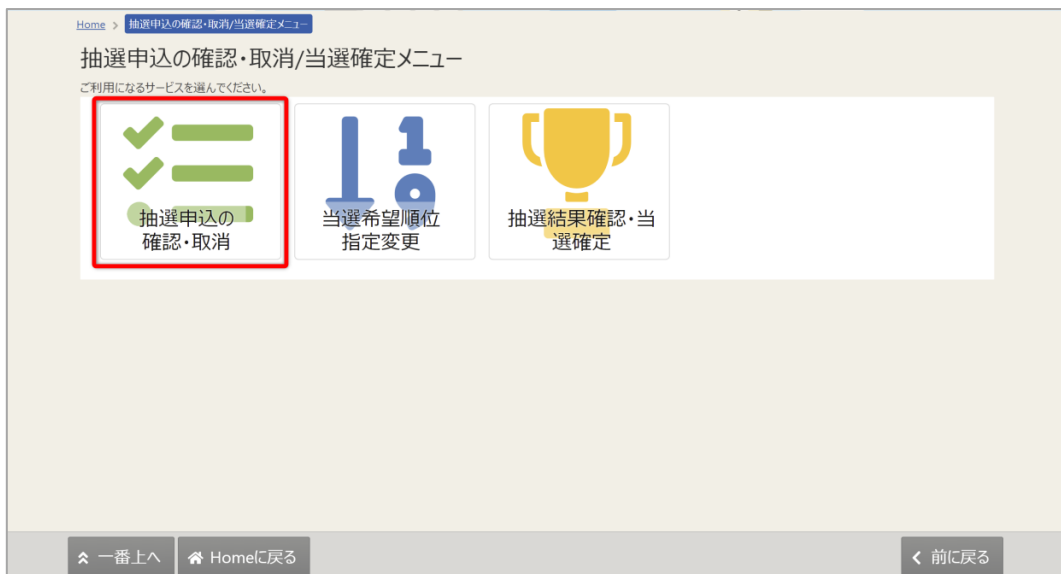 Home > 抽選申込の確認・取消/当選確定メニュー
抽選申込の確認・取消/当選確定メニュー
ご利用になるサービスを選んでください。
抽選申込の
確認・取消
当選希望順位
指定変更
抽選結果確認・当
選確定
一番上へ
Homeに戻る
前に戻る